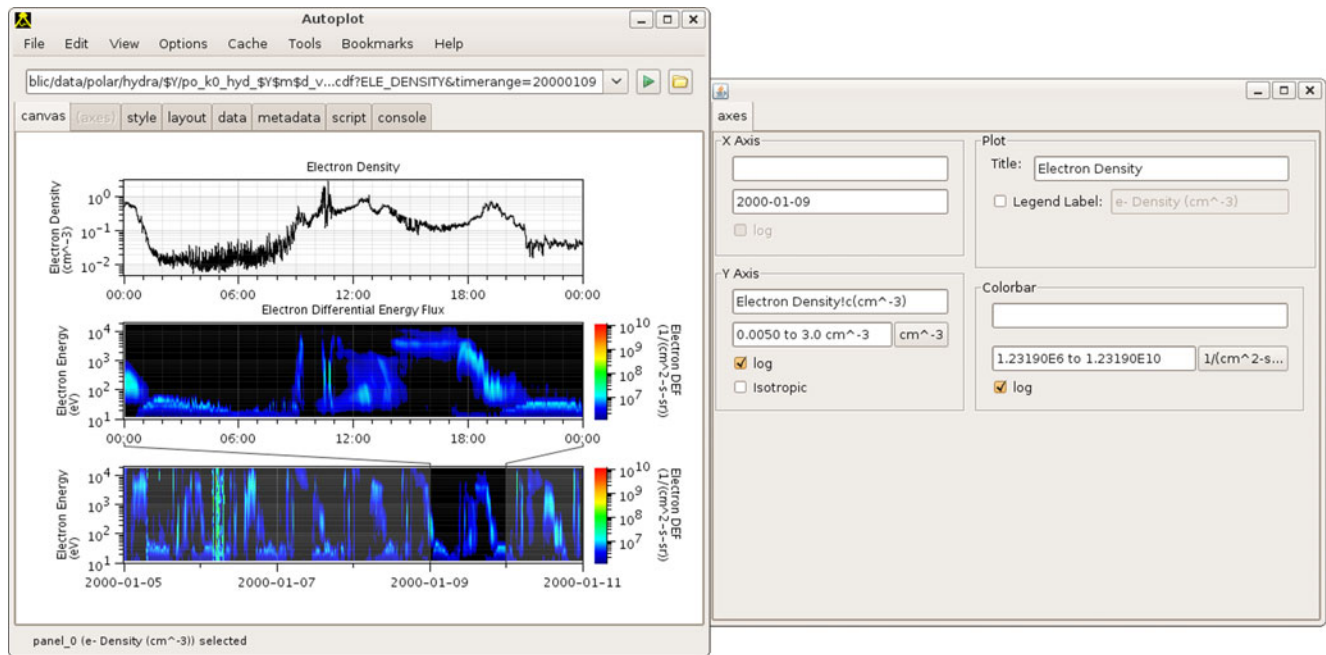 Autoplot
File Edit View Options Cache Tools Bookmarks Help
blic/data/polar/hydra/$Y/po_k0_hyd_$Y$m$d_v...cdf?ELE_DENSITY&timerange=20000109
canvas (axes) style layout data metadata script console
Electron Density
Electron Density
(cm^-3)
10^0
10^-1
10^-2
00:00 06:00 12:00 18:00 00:00
Electron Differential Energy Flux
Electron Energy
(eV)
10^4
10^3
10^2
10^1
00:00 06:00 12:00 18:00 00:00
10^10
10^9
10^8
10^7
Electron DEF
(1/(cm^2-s-sr))
Electron Energy
(eV)
10^4
10^3
10^2
10^1
2000-01-05 2000-01-07 2000-01-09 2000-01-11
10^10
10^9
10^8
10^7
Electron DEF
(1/(cm^2-s-sr))
panel_0 (e- Density (cm^-3)) selected
axes
X Axis
2000-01-09
log
Y Axis
Electron Density!c(cm^-3)
0.0050 to 3.0 cm^-3 cm^-3
log
Isotropic
Plot
Title: Electron Density
Legend Label: e- Density (cm^-3)
Colorbar
1.23190E6 to 1.23190E10 1/(cm^2-s...
log